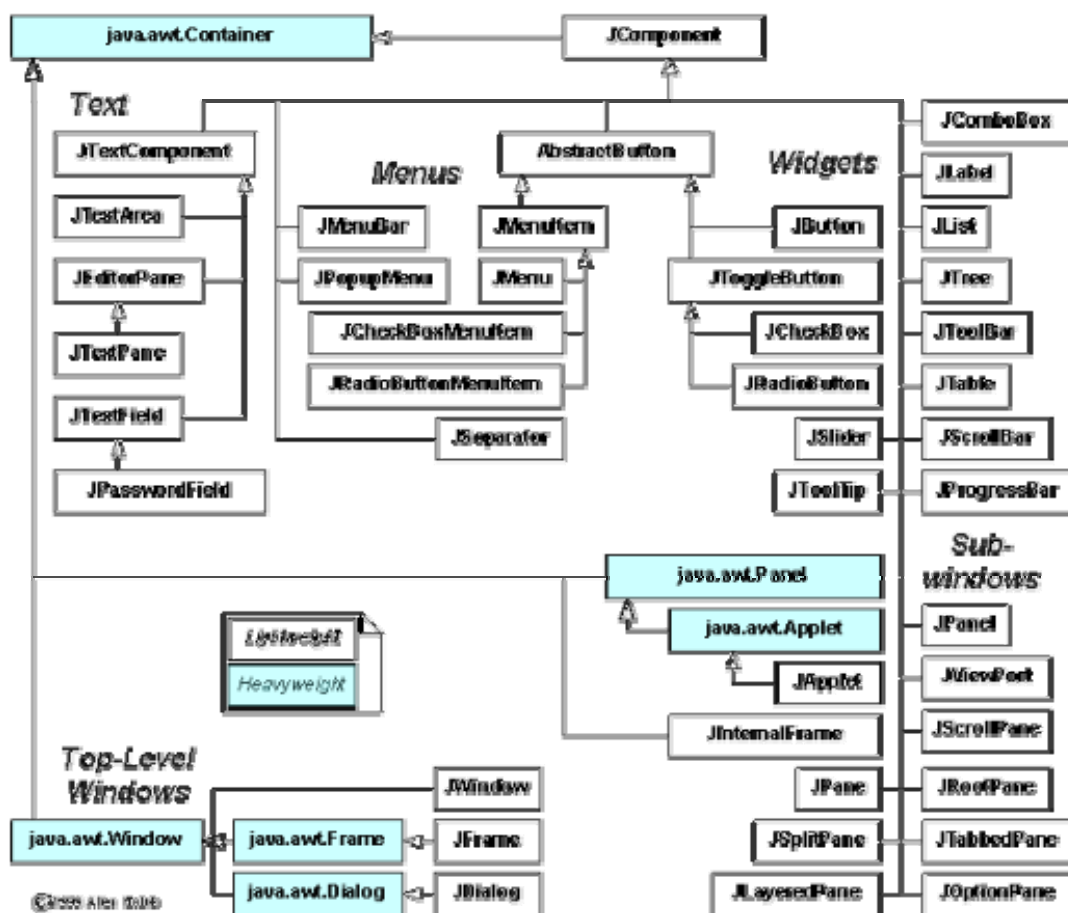 java.awt.Container
JComponent
Text
JTextComponent
JTextArea
JEditorPane
JTextPane
JTextField
JPasswordField
Menus
AbstractButton
JMenuBar
JMenuItem
JPopupMenu
JMenu
JCheckBoxMenuItem
JRadioButtonMenuItem
JSeparator
Widgets
JButton
JToggleButton
JCheckBox
JRadioButton
JSlider
JToolTip
JComboBox
JLabel
JList
JTree
JToolBar
JTable
JScrollBar
JProgressBar
Sub-
windows
java.awt.Panel
java.awt.Applet
JApplet
JInternalFrame
JPanel
JViewPort
JScrollPane
JPane
JRootPane
JSplitPane
JTabbedPane
JLayeredPane
JOptionPane
Lightweight
Heavyweight
Top-Level
Windows
JWindow
java.awt.Window
java.awt.Frame
JFrame
java.awt.Dialog
JDialog